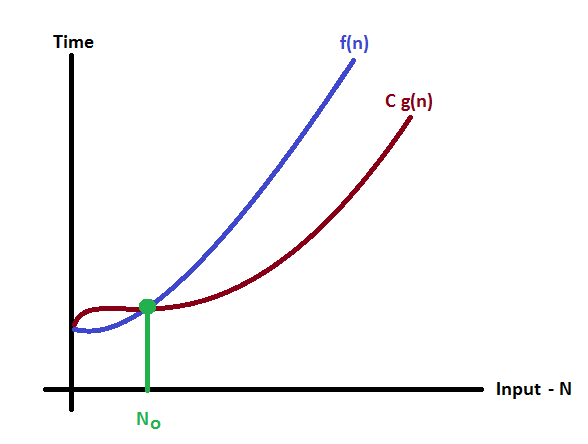 Time
f(n)
C g(n)
Input - N
No